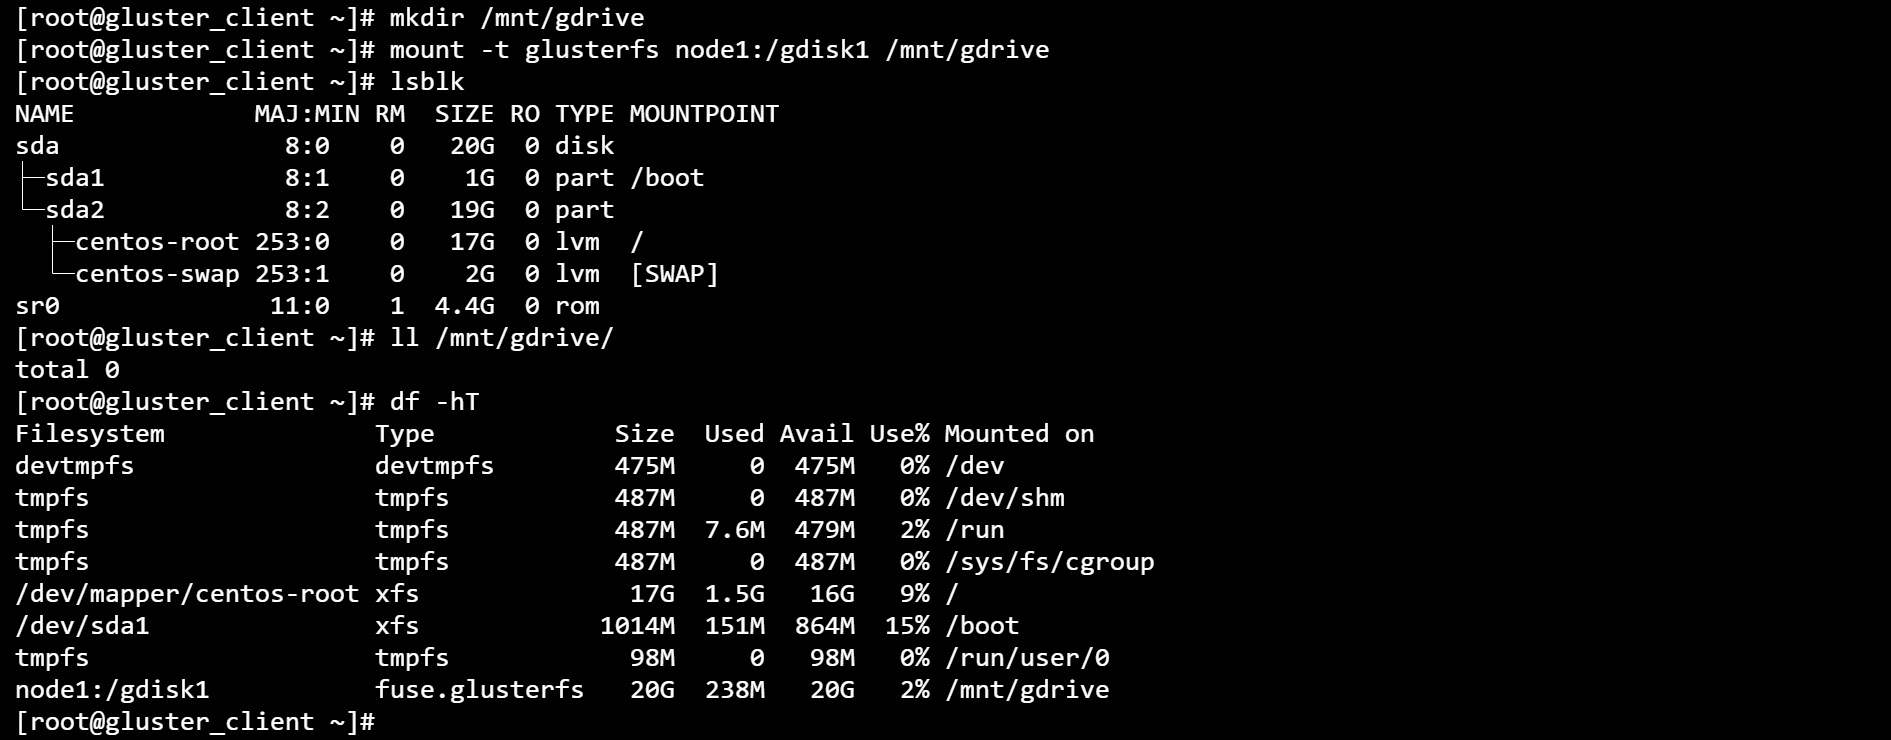 [root@gluster_client ~]# mkdir /mnt/gdrive
[root@gluster_client ~]# mount -t glusterfs node1:/gdisk1 /mnt/gdrive
[root@gluster_client ~]# lsblk
NAME            MAJ:MIN RM  SIZE RO TYPE MOUNTPOINT
sda               8:0    0   20G  0 disk
├─sda1            8:1    0    1G  0 part /boot
└─sda2            8:2    0   19G  0 part
  ├─centos-root 253:0    0   17G  0 lvm  /
  └─centos-swap 253:1    0    2G  0 lvm  [SWAP]
sr0              11:0    1  4.4G  0 rom
[root@gluster_client ~]# ll /mnt/gdrive/
total 0
[root@gluster_client ~]# df -hT
Filesystem              Type            Size  Used Avail Use% Mounted on
devtmpfs                devtmpfs        475M     0  475M   0% /dev
tmpfs                   tmpfs           487M     0  487M   0% /dev/shm
tmpfs                   tmpfs           487M  7.6M  479M   2% /run
tmpfs                   tmpfs           487M     0  487M   0% /sys/fs/cgroup
/dev/mapper/centos-root xfs              17G  1.5G   16G   9% /
/dev/sda1               xfs            1014M  151M  864M  15% /boot
tmpfs                   tmpfs            98M     0   98M   0% /run/user/0
node1:/gdisk1           fuse.glusterfs   20G  238M   20G   2% /mnt/gdrive
[root@gluster_client ~]#